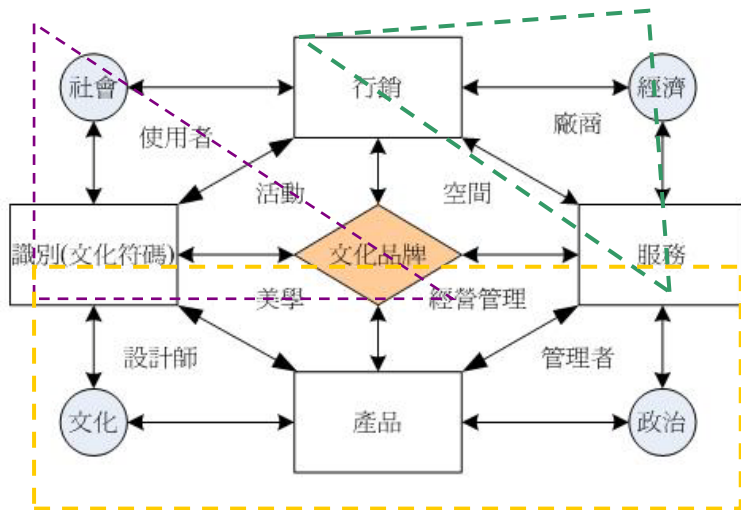 社會
行銷
經濟
使用者
廠商
活動
空間
識別(文化符碼)
文化品牌
服務
美學
經營管理
設計師
管理者
文化
產品
政治